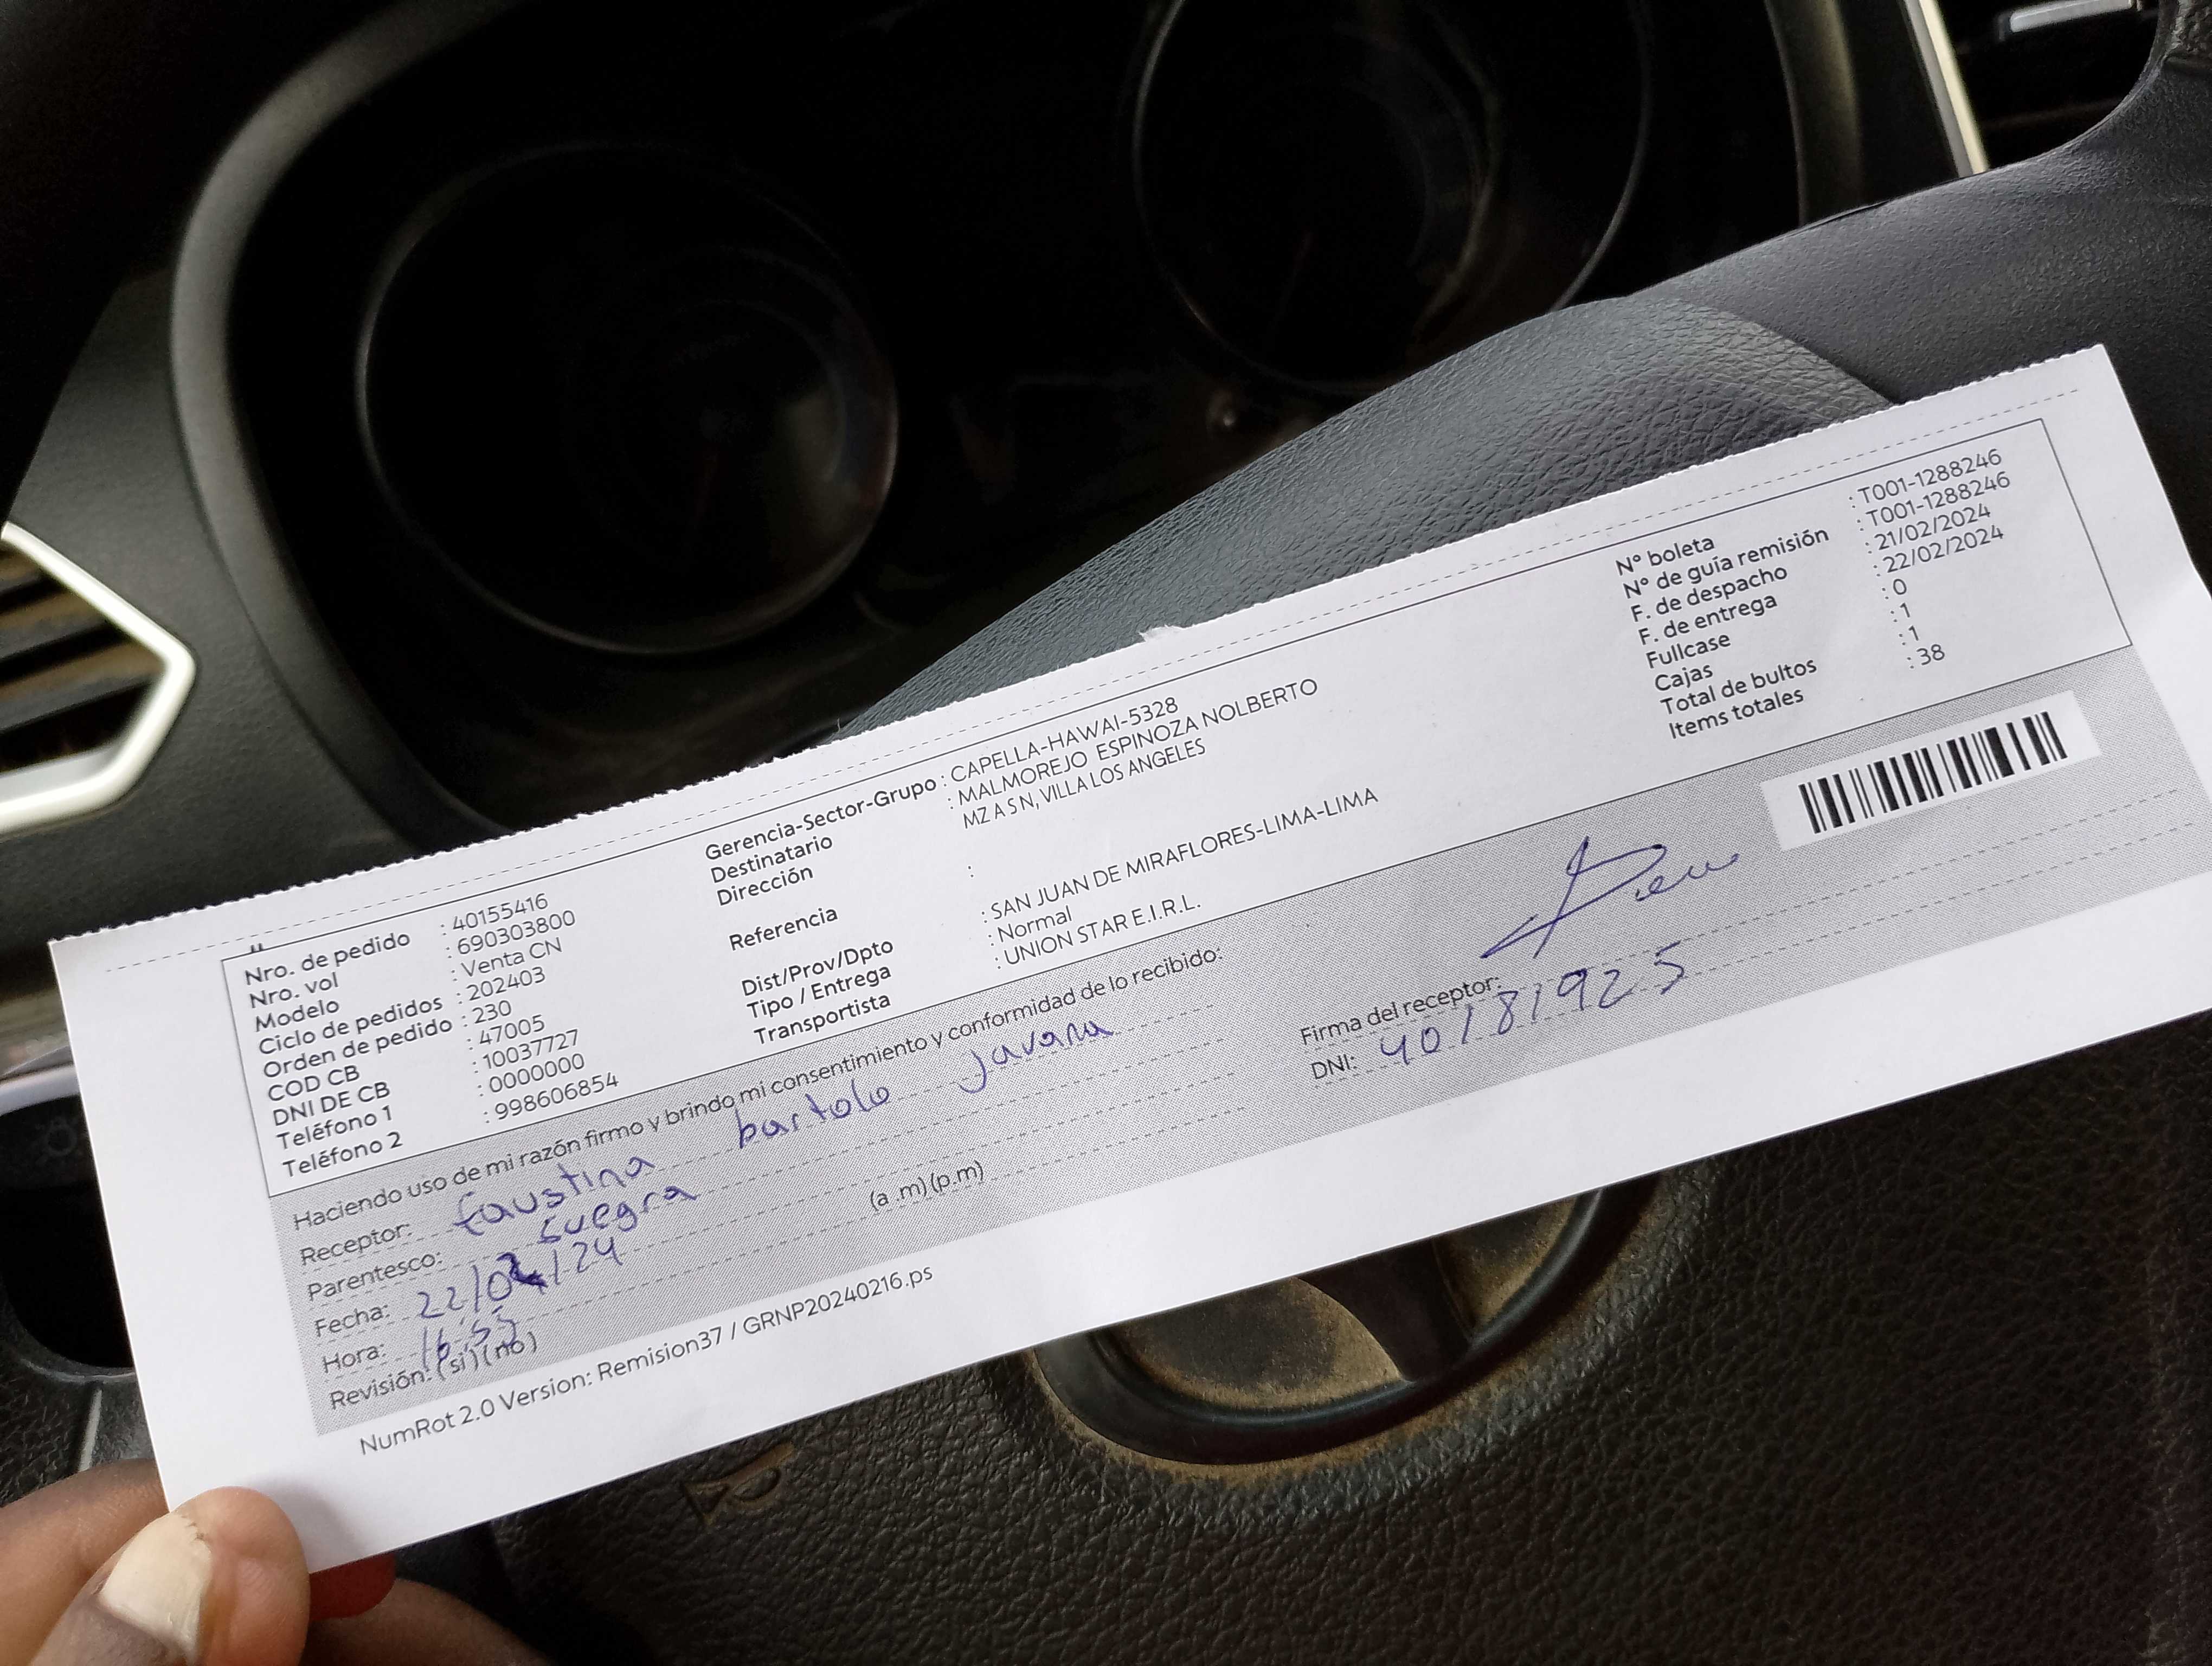 Nro. de pedido : 40155416
Nro. vol : 690303800
Modelo : Venta CN
Ciclo de pedidos : 202403
Orden de pedido : 230
COD CB : 47005
DNI DE CB : 10037727
Teléfono 1 : 0000000
Teléfono 2 : 998606854
Gerencia-Sector-Grupo : CAPELLA-HAWAI-5328
Destinatario : MALMOREJO ESPINOZA NOLBERTO
Dirección MZ A S N, VILLA LOS ANGELES
Referencia :
Dist/Prov/Dpto : SAN JUAN DE MIRAFLORES-LIMA-LIMA
Tipo / Entrega : Normal
Transportista : UNION STAR E.I.R.L.
N° boleta : T001-1288246
N° de guía remisión : T001-1288246
F. de despacho : 21/02/2024
F. de entrega : 22/02/2024
Fullcase : 0
Cajas : 1
Total de bultos : 1
Items totales : 38
Haciendo uso de mi razón firmo y brindo mi consentimiento y conformidad de lo recibido:
Receptor: faustina bartolo Javana
Parentesco: Suegra
Fecha: 22/02/24
Hora: 16:55 (a .m) (p.m)
Revisión: (si) (no)
Firma del receptor:
DNI: 40181925
NumRot 2.0 Version: Remision37 / GRNP20240216.ps